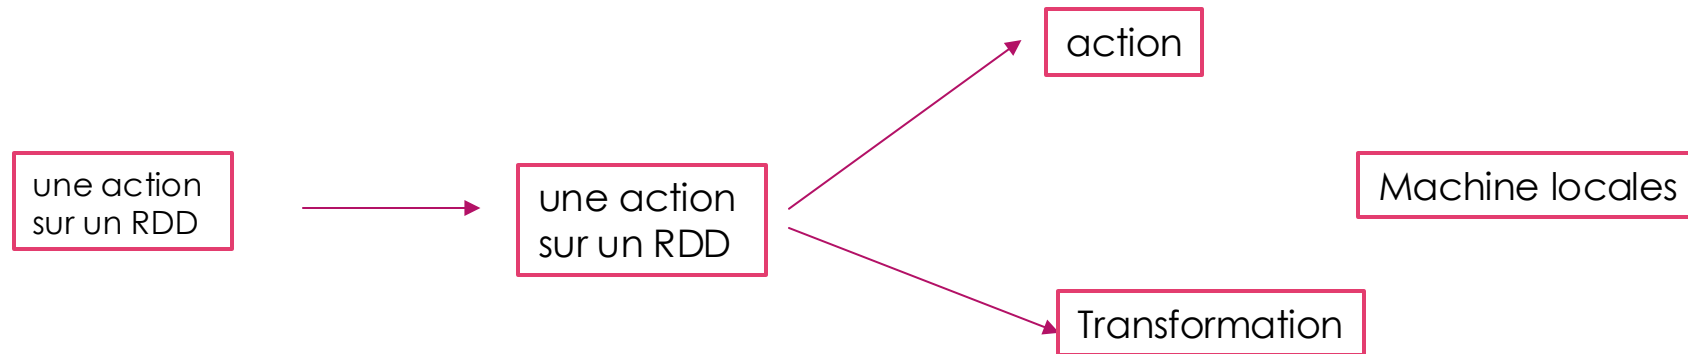 une action
sur un RDD
une action
sur un RDD
action
Transformation
Machine locales